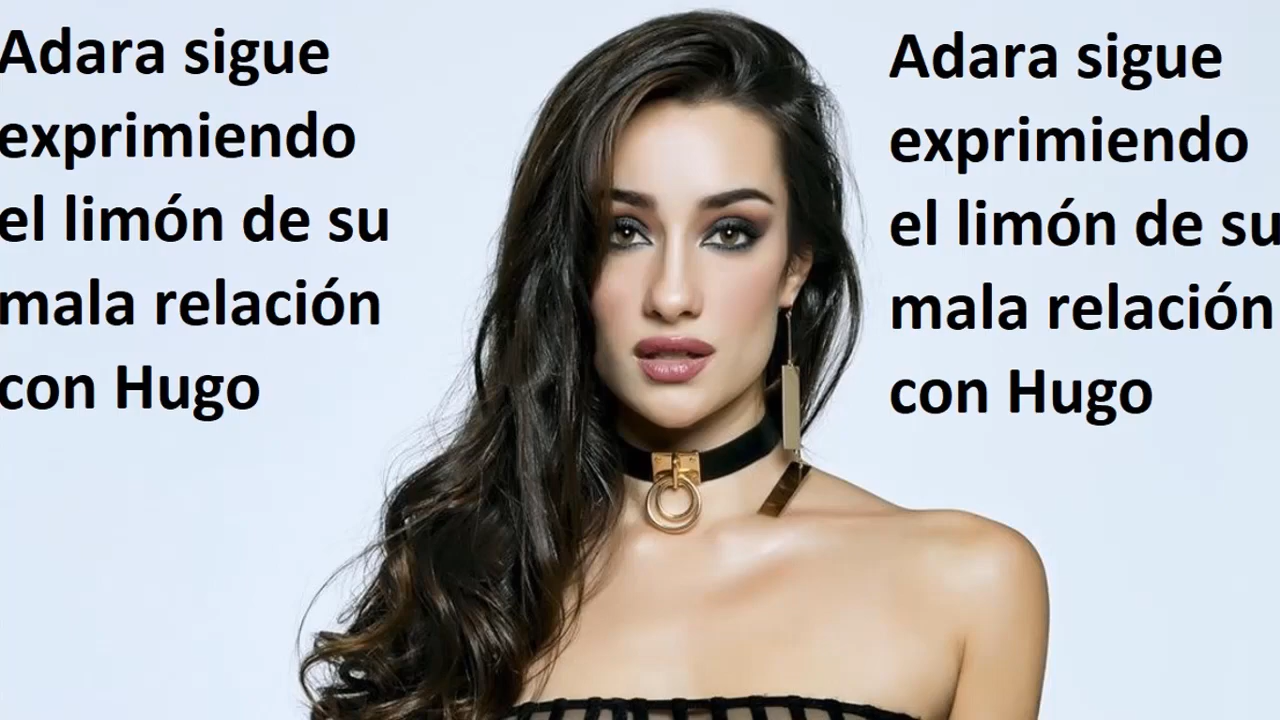 Adara sigue
exprimiendo
el limón de su
mala relación
con Hugo
Adara sigue
exprimiendo
el limón de su
mala relación
con Hugo